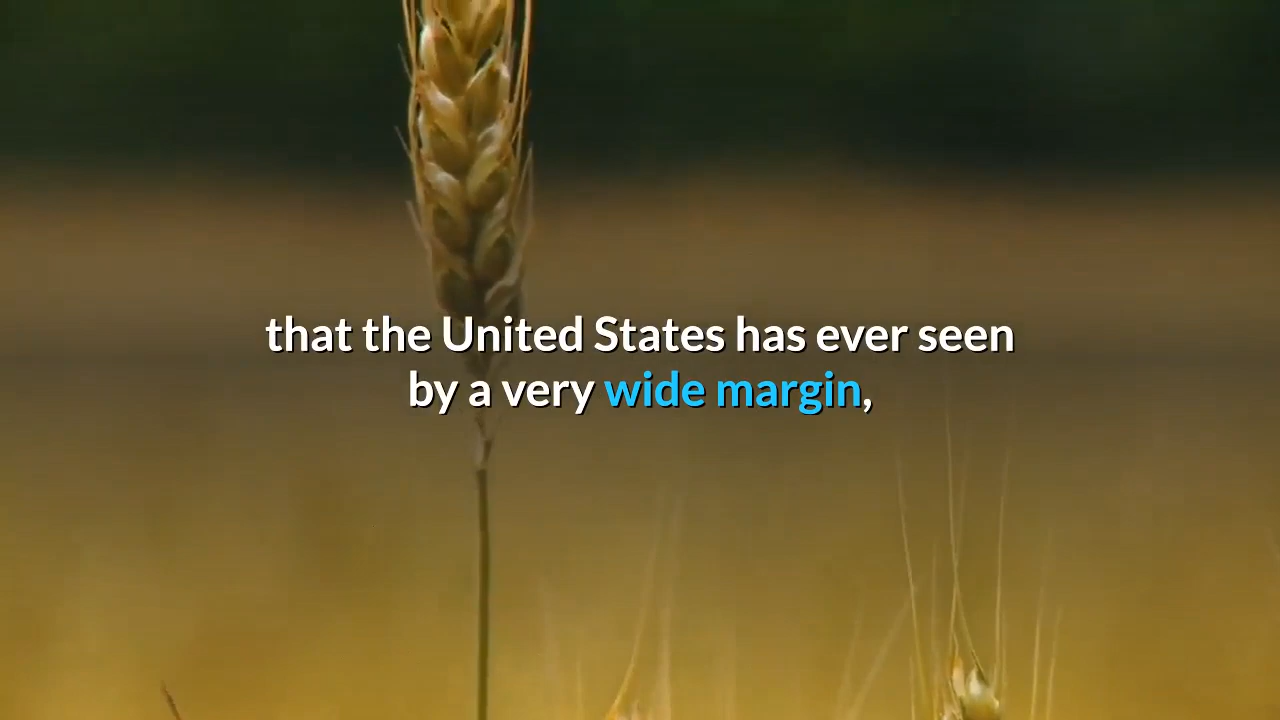 that the United States has ever seen
by a very wide margin,